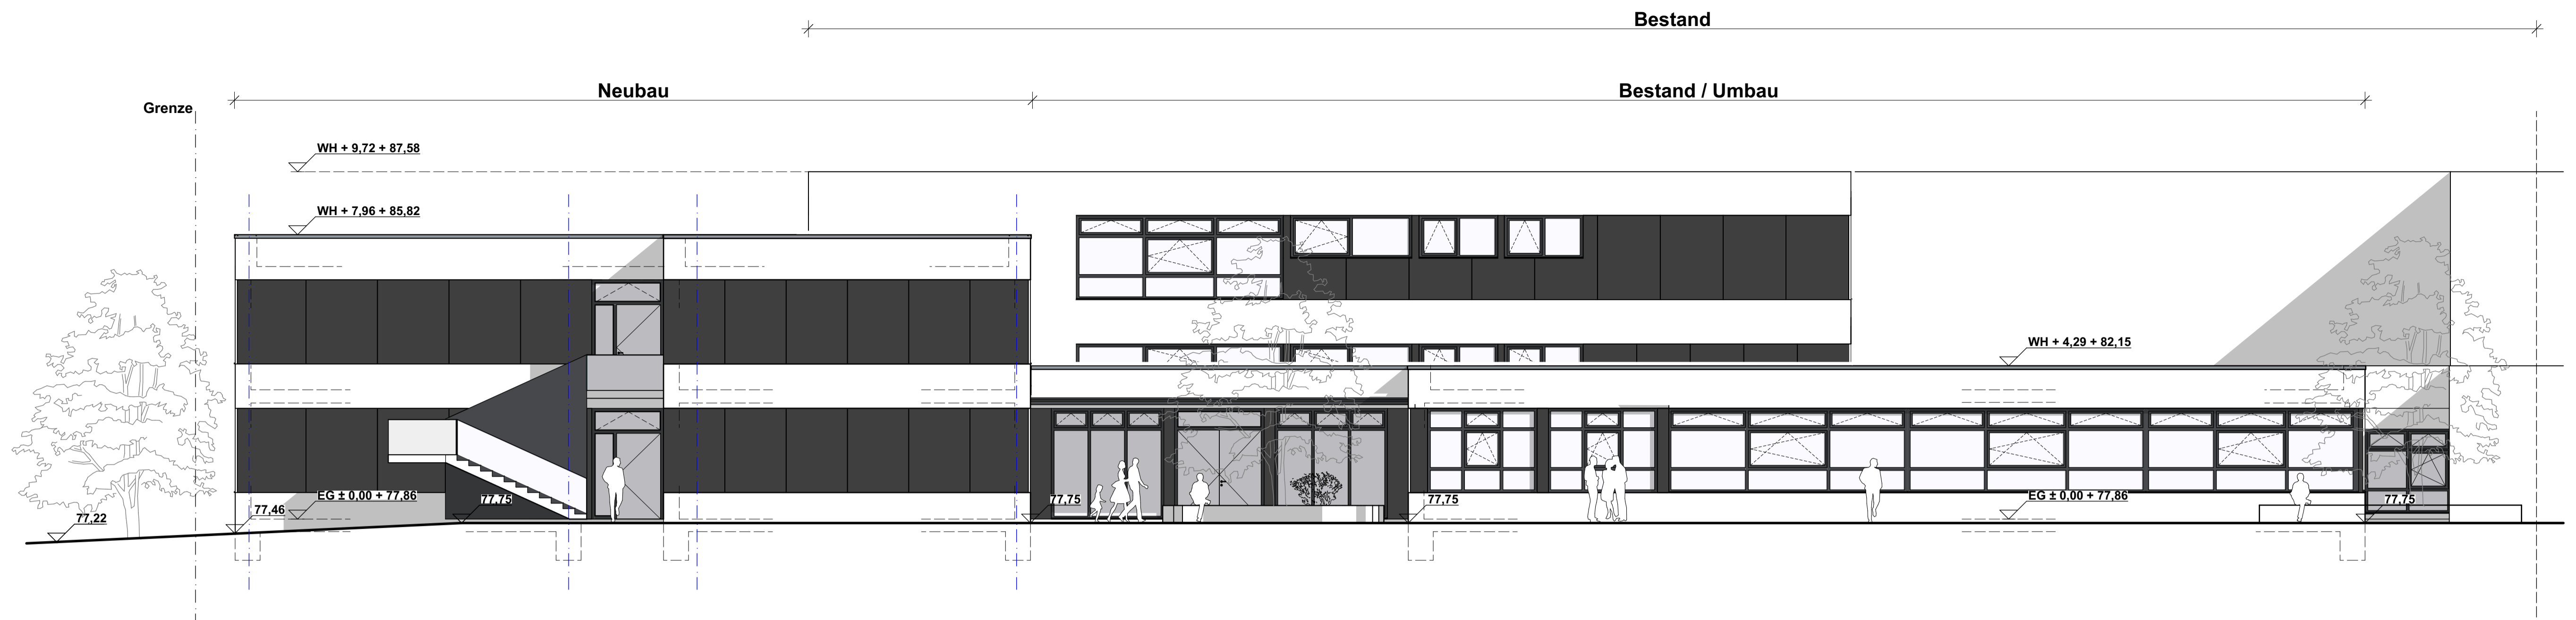 Bestand
Neubau
Bestand / Umbau
Grenze
WH + 9,72 + 87,58
WH + 7,96 + 85,82
WH + 4,29 + 82,15
EG ± 0,00 + 77,86
77,75
77,75
77,75
EG ± 0,00 + 77,86
77,75
77,46
77,22